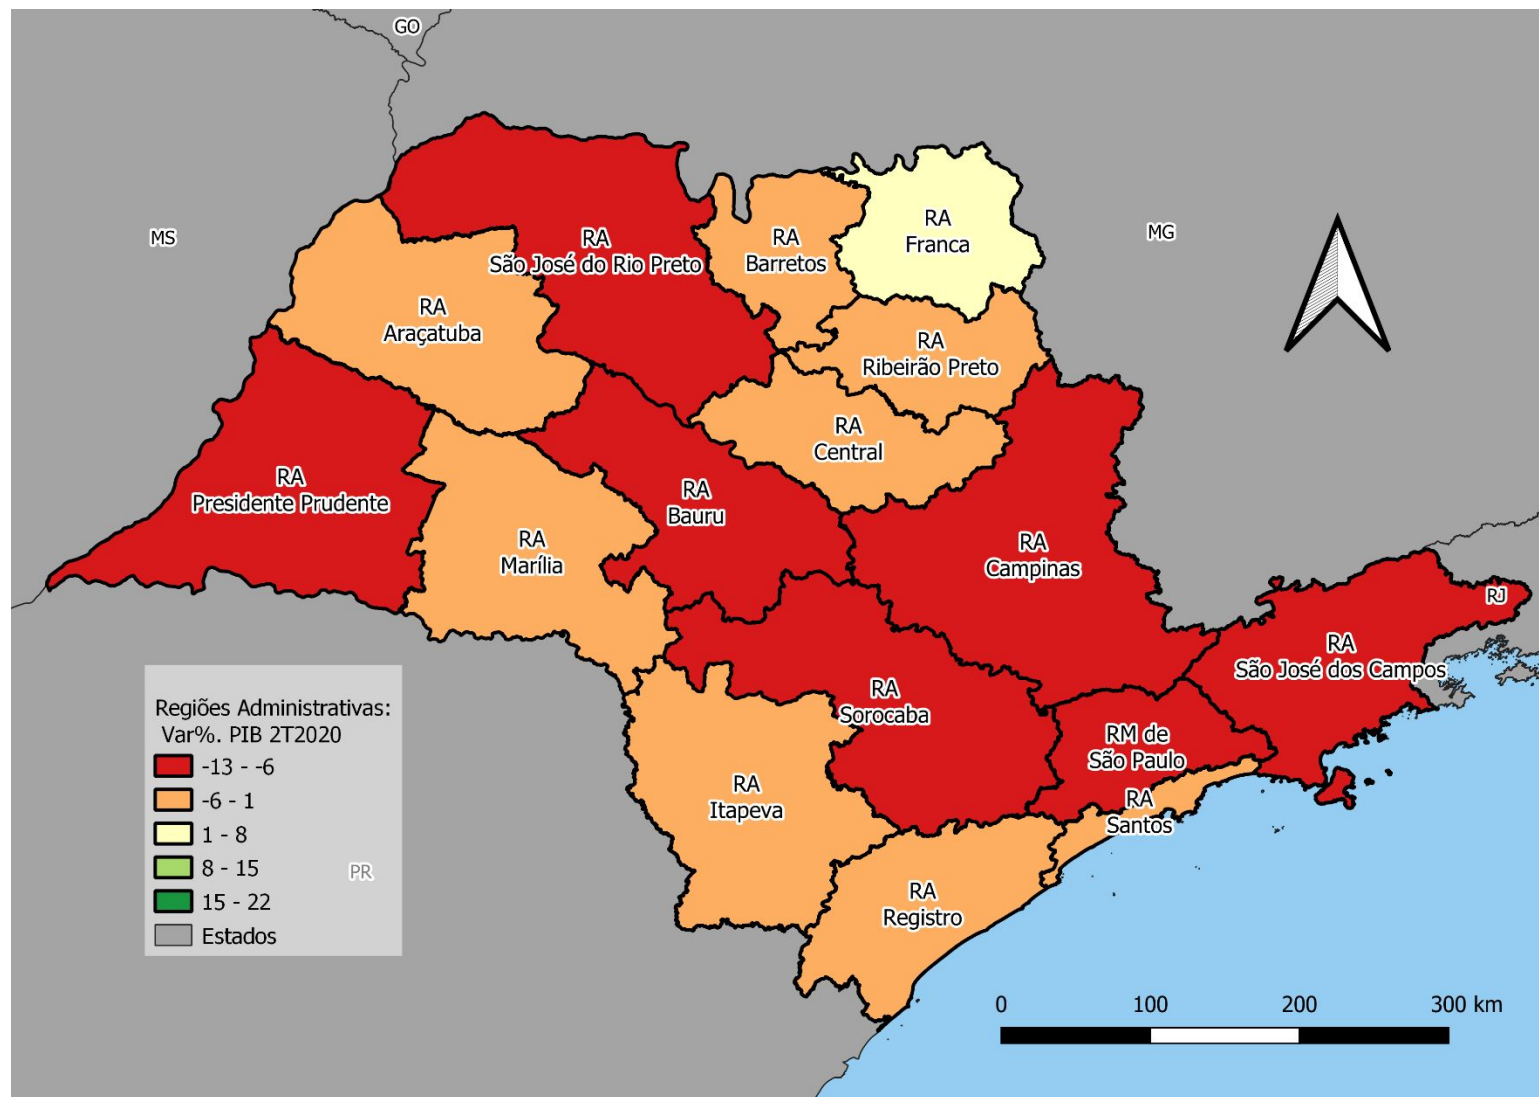 GO
MS
MG
RA
Franca
RA
Barretos
RA
São José do Rio Preto
RA
Araçatuba
RA
Ribeirão Preto
RA
Central
RA
Presidente Prudente
RA
Bauru
RA
Marília
RA
Campinas
RJ
RA
São José dos Campos
RA
Sorocaba
RM de
São Paulo
RA
Santos
RA
Itapeva
RA
Registro
PR
Regiões Administrativas:
Var%. PIB 2T2020
-13 - -6
-6 - 1
1 - 8
8 - 15
15 - 22
Estados
0 100 200 300 km